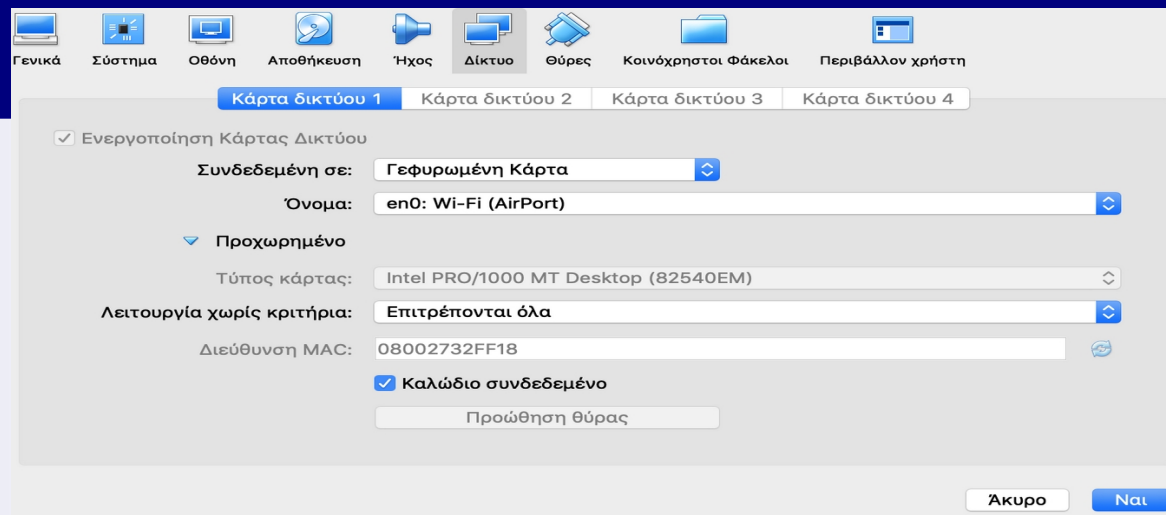 Γενικά Σύστημα Οθόνη Αποθήκευση Ήχος Δίκτυο Θύρες Κοινόχρηστοι Φάκελοι Περιβάλλον χρήστη
Κάρτα δικτύου 1 Κάρτα δικτύου 2 Κάρτα δικτύου 3 Κάρτα δικτύου 4
Ενεργοποίηση Κάρτας Δικτύου
Συνδεδεμένη σε: Γεφυρωμένη Κάρτα
Όνομα: en0: Wi-Fi (AirPort)
Προχωρημένο
Τύπος κάρτας: Intel PRO/1000 MT Desktop (82540EM)
Λειτουργία χωρίς κριτήρια: Επιτρέπονται όλα
Διεύθυνση MAC: 08002732FF18
Καλώδιο συνδεδεμένο
Προώθηση θύρας
Άκυρο Ναι